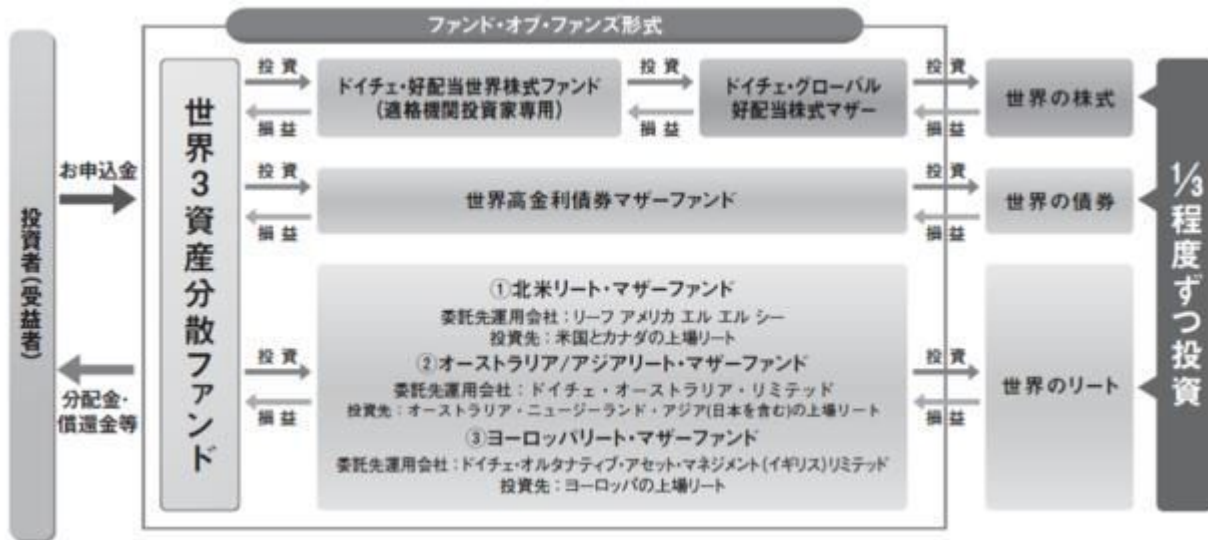 ファンド・オブ・ファンズ形式
投資者(受益者)
お申込金
分配金・
償還金等
世界3資産分散ファンド
投資
損益
ドイチェ・好配当世界株式ファンド
(適格機関投資家専用)
投資
損益
ドイチェ・グローバル
好配当株式マザー
投資
損益
世界の株式
投資
損益
世界高金利債券マザーファンド
投資
損益
世界の債券
投資
損益
①北米リート・マザーファンド
委託先運用会社:リーフ アメリカ エル エル シー
投資先:米国とカナダの上場リート
②オーストラリア/アジアリート・マザーファンド
委託先運用会社:ドイチェ・オーストラリア・リミテッド
投資先:オーストラリア・ニュージーランド・アジア(日本を含む)の上場リート
③ヨーロッパリート・マザーファンド
委託先運用会社:ドイチェ・オルタナティブ・アセット・マネジメント(イギリス)リミテッド
投資先:ヨーロッパの上場リート
投資
損益
世界のリート
1/3程度ずつ投資